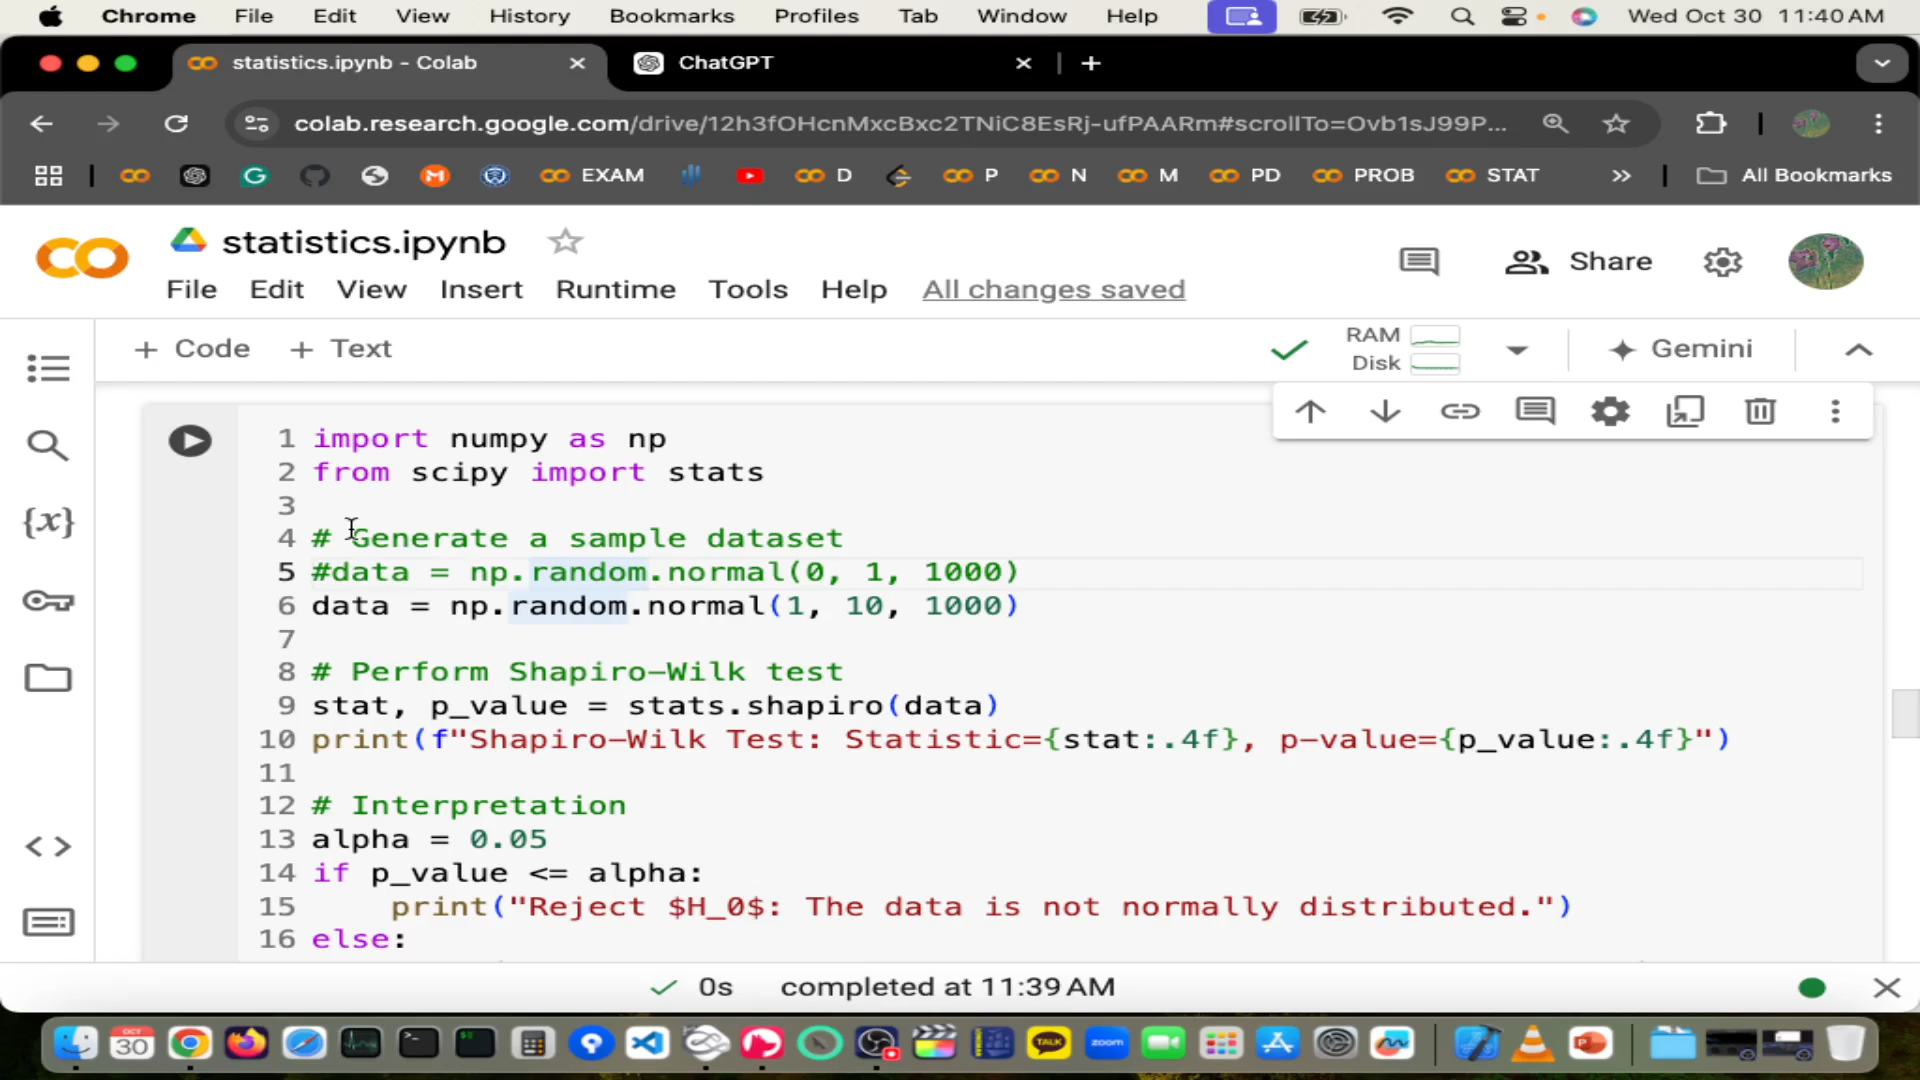 Chrome File Edit View History Bookmarks Profiles Tab Window Help Wed Oct 30 11:40 AM
statistics.ipynb - Colab ChatGPT
colab.research.google.com/drive/12h3fOHcnMxcBxc2TNiC8EsRj-ufPAARm#scrollTo=Ovb1sJ99P...
EXAM D P N M PD PROB STAT All Bookmarks
statistics.ipynb
Share
File Edit View Insert Runtime Tools Help All changes saved
+ Code + Text RAM Disk Gemini
1 import numpy as np
2 from scipy import stats
3
4 # Generate a sample dataset
5 #data = np.random.normal(0, 1, 1000)
6 data = np.random.normal(1, 10, 1000)
7
8 # Perform Shapiro-Wilk test
9 stat, p_value = stats.shapiro(data)
10 print(f"Shapiro-Wilk Test: Statistic={stat:.4f}, p-value={p_value:.4f}")
11
12 # Interpretation
13 alpha = 0.05
14 if p_value <= alpha:
15     print("Reject $H_0$: The data is not normally distributed.")
16 else:
0s completed at 11:39 AM
OCT
30
TALK
zoom